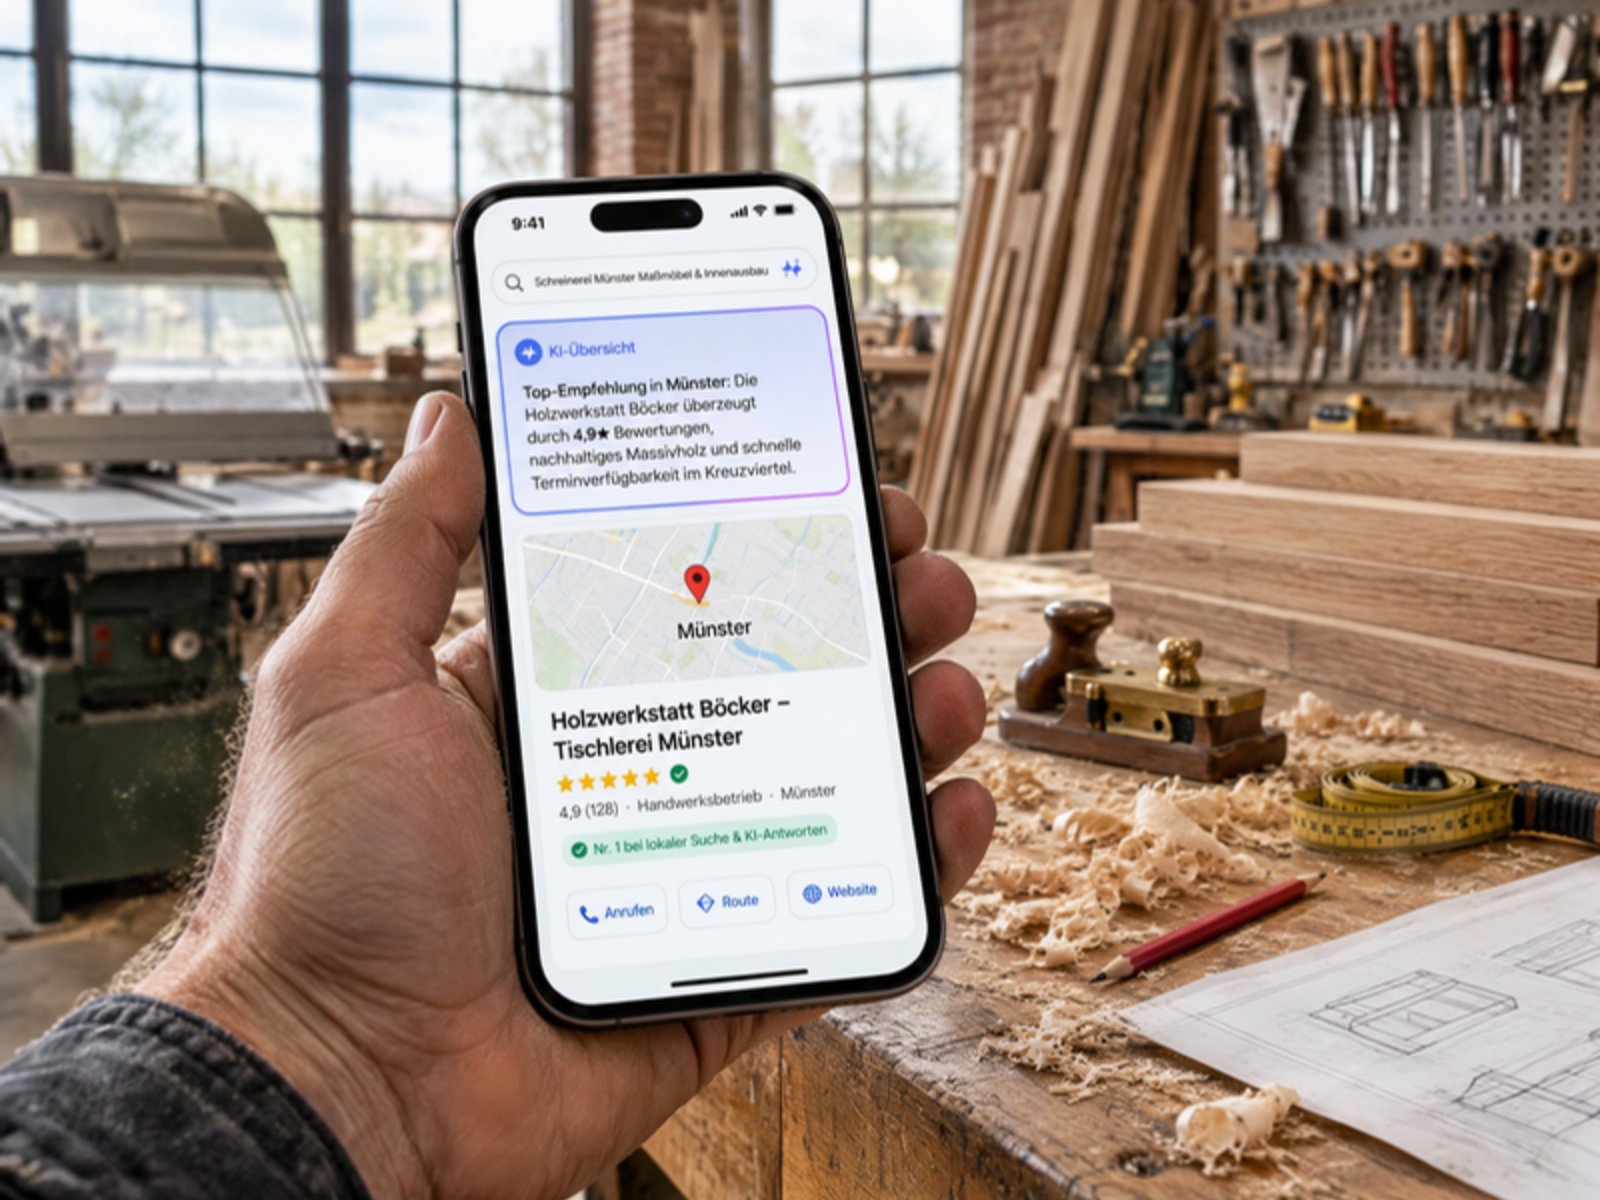 9:41
Schreinerei Münster Maßmöbel & Innenausbau
KI-Übersicht
Top-Empfehlung in Münster: Die
Holzwerkstatt Böcker überzeugt
durch 4,9★ Bewertungen,
nachhaltiges Massivholz und schnelle
Terminverfügbarkeit im Kreuzviertel.
Münster
Holzwerkstatt Böcker –
Tischlerei Münster
4,9 (128) · Handwerksbetrieb · Münster
Nr. 1 bei lokaler Suche & KI-Antworten
Anrufen
Route
Website